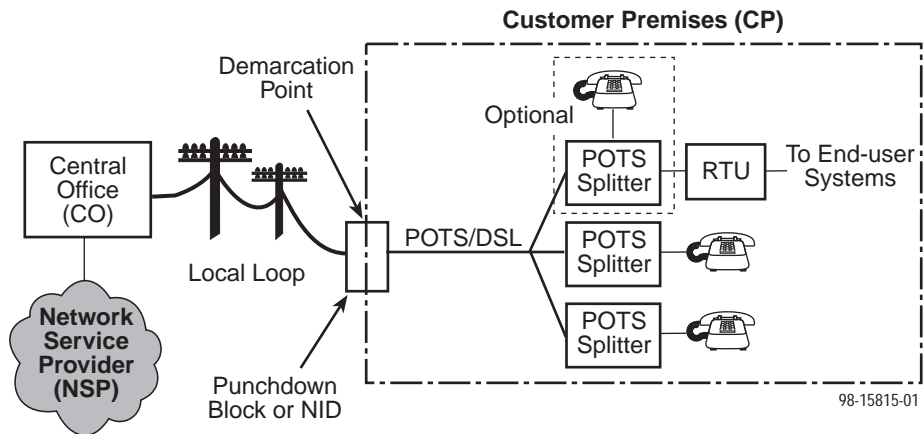 Customer Premises (CP)
Demarcation
Point
Optional
Central
Office
(CO)
POTS
Splitter
RTU
To End-user
Systems
POTS/DSL
POTS
Splitter
Local Loop
Network
Service
Provider
(NSP)
POTS
Splitter
Punchdown
Block or NID
98-15815-01